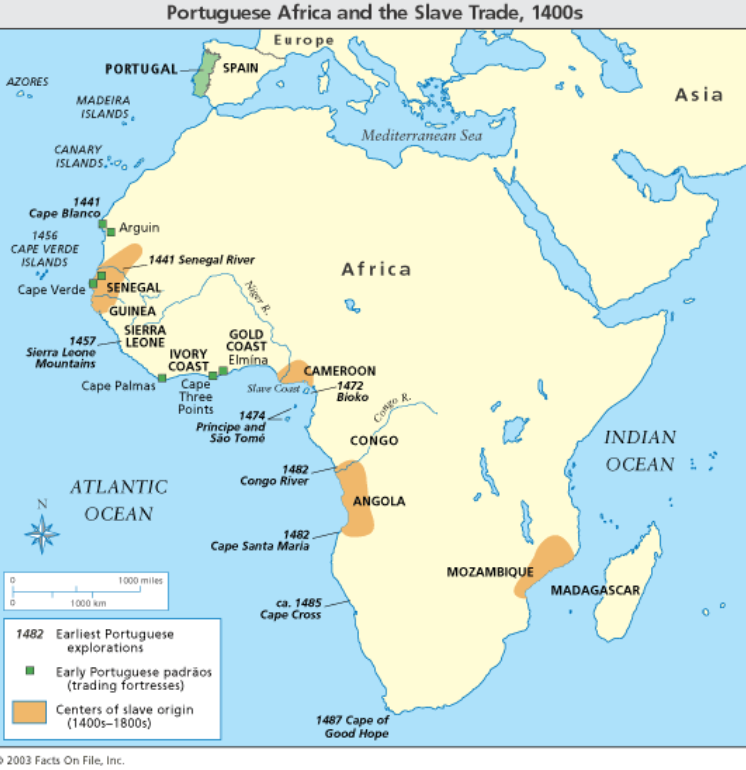 Portuguese Africa and the Slave Trade, 1400s
Europe
PORTUGAL
SPAIN
AZORES
Asia
MADEIRA
ISLANDS
Mediterranean Sea
CANARY
ISLANDS
1441
Cape Blanco
Arguin
1456
CAPE VERDE
ISLANDS
1441 Senegal River
Africa
Cape Verde
SENEGAL
Niger R.
GUINEA
SIERRA
LEONE
1457
Sierra Leone
Mountains
GOLD
COAST
Elmína
IVORY
COAST
CAMEROON
Cape Palmas
Cape
Three
Points
Slave Coast
1472
Bioko
Congo R.
1474
Príncipe and
São Tomé
CONGO
INDIAN
OCEAN
1482
Congo River
ATLANTIC
OCEAN
ANGOLA
N
1482
Cape Santa Maria
MOZAMBIQUE
MADAGASCAR
0
1000 miles
0
1000 km
ca. 1485
Cape Cross
1482
Earliest Portuguese
explorations
Early Portuguese padrãos
(trading fortresses)
Centers of slave origin
(1400s–1800s)
1487 Cape of
Good Hope
© 2003 Facts On File, Inc.